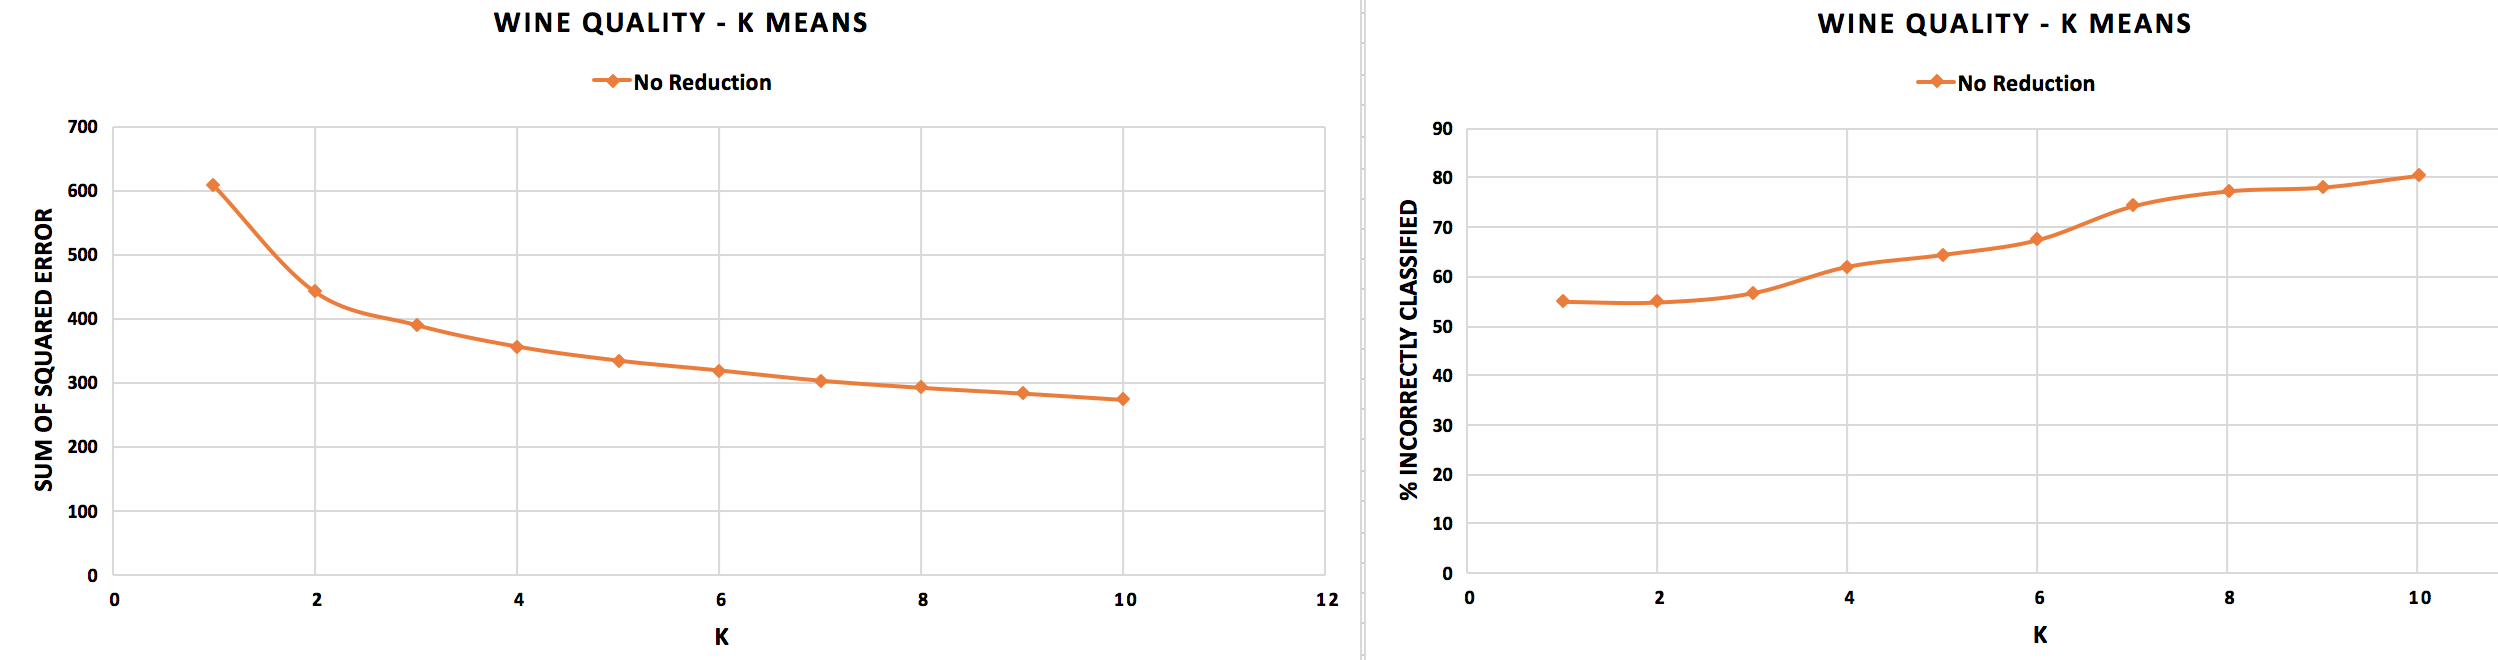 WINE QUALITY - K MEANS
No Reduction
SUM OF SQUARED ERROR
700
600
500
400
300
200
100
0
0 2 4 6 8 10 12
K
WINE QUALITY - K MEANS
No Reduction
% INCORRECTLY CLASSIFIED
90
80
70
60
50
40
30
20
10
0
0 2 4 6 8 10
K